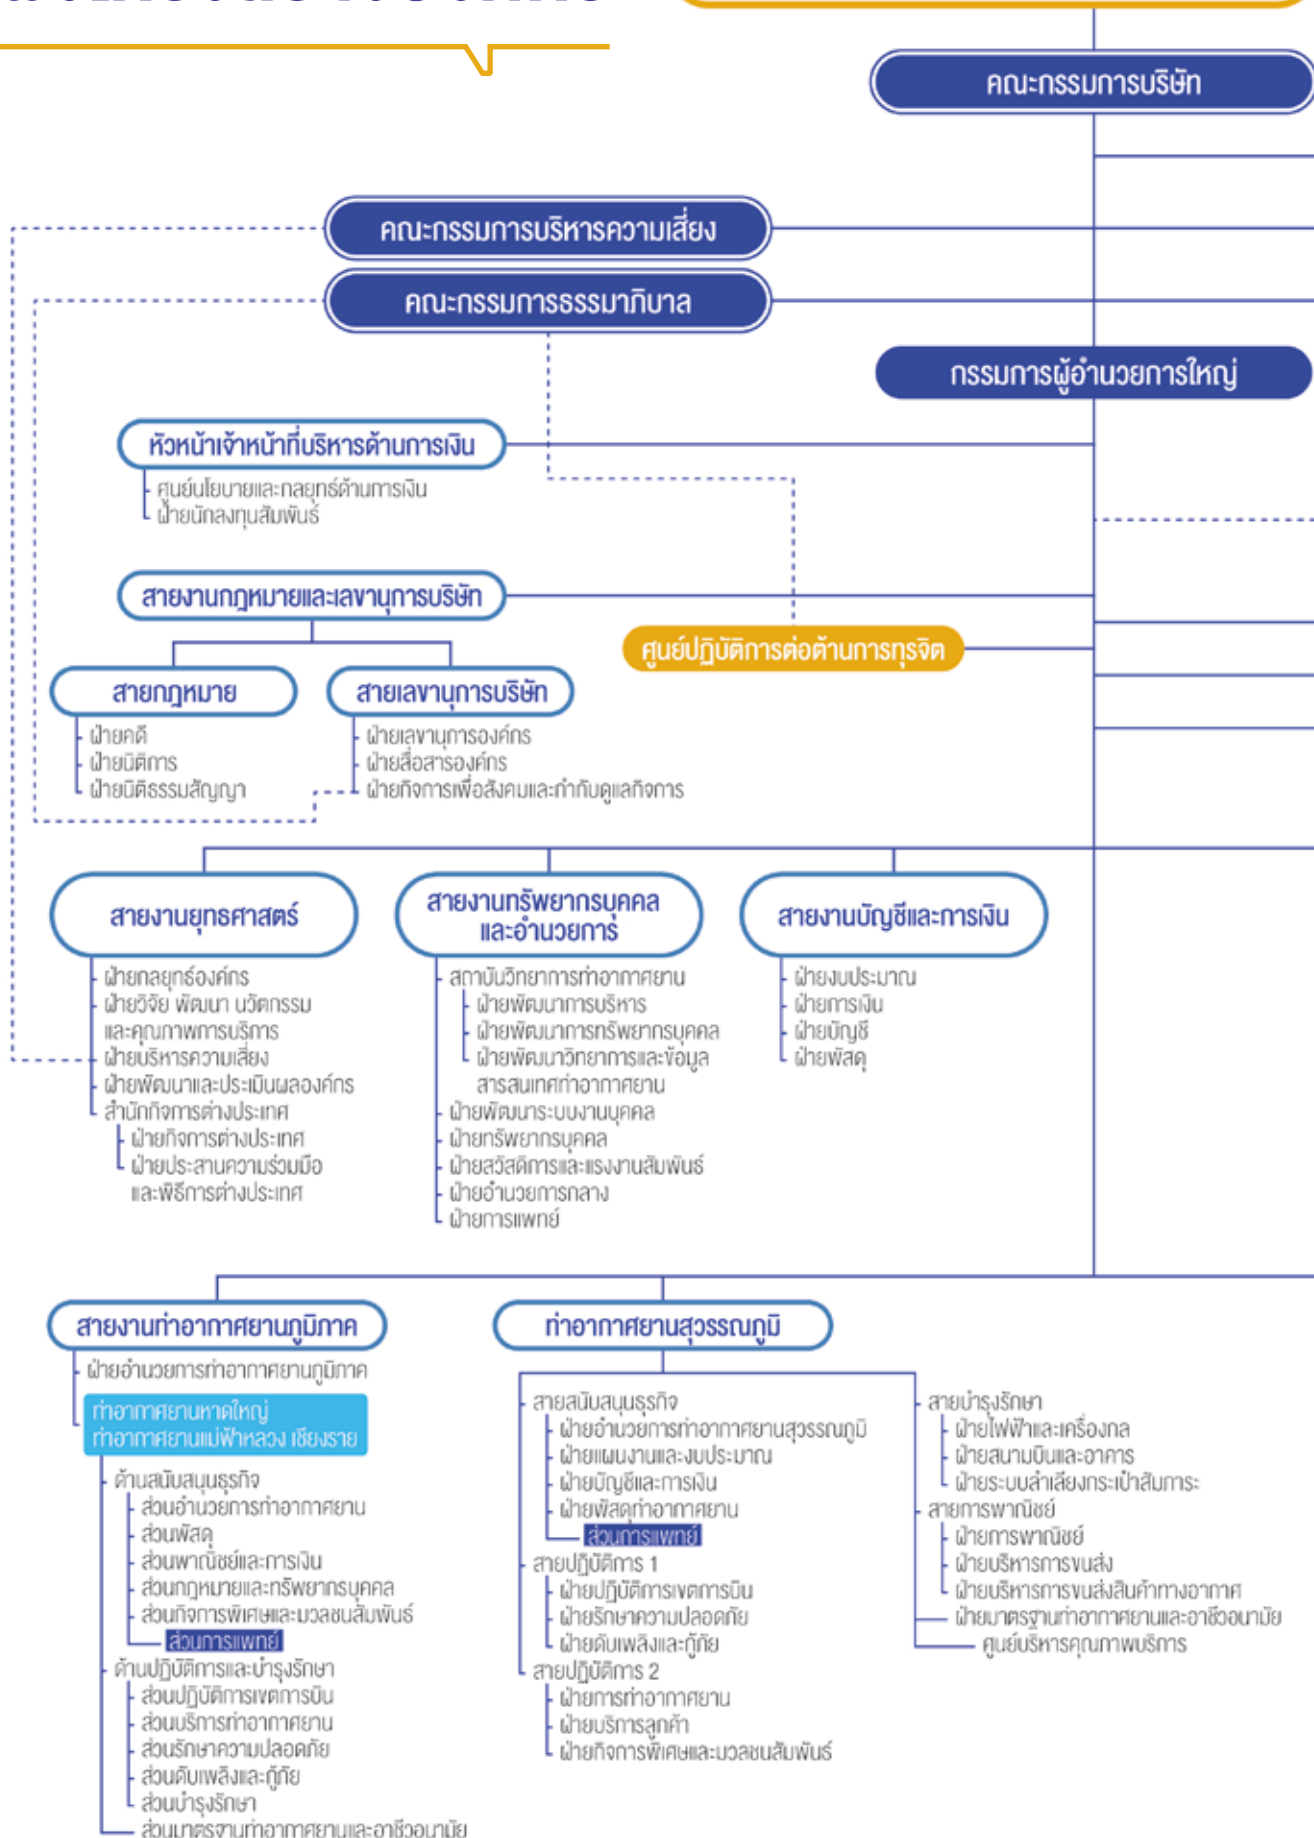 คณะกรรมการบริษัท
คณะกรรมการบริหารความเสี่ยง
คณะกรรมการธรรมาภิบาล
กรรมการผู้อำนวยการใหญ่
หัวหน้าเจ้าหน้าที่บริหารด้านการเงิน
ศูนย์นโยบายและกลยุทธ์ด้านการเงิน
ฝ่ายนักลงทุนสัมพันธ์
สายงานกฎหมายและเลขานุการบริษัท
ศูนย์ปฏิบัติการต่อต้านการทุจริต
สายกฎหมาย
ฝ่ายคดี
ฝ่ายนิติการ
ฝ่ายนิติธรรมสัญญา
สายเลขานุการบริษัท
ฝ่ายเลขานุการองค์กร
ฝ่ายสื่อสารองค์กร
ฝ่ายกิจการเพื่อสังคมและกำกับดูแลกิจการ
สายงานยุทธศาสตร์
ฝ่ายกลยุทธ์องค์กร
ฝ่ายวิจัย พัฒนา นวัตกรรม
และคุณภาพการบริการ
ฝ่ายบริหารความเสี่ยง
ฝ่ายพัฒนาและประเมินผลองค์กร
สำนักกิจการต่างประเทศ
ฝ่ายกิจการต่างประเทศ
ฝ่ายประสานความร่วมมือ
และพิธีการต่างประเทศ
สายงานทรัพยากรบุคคล
และอำนวยการ
สถาบันวิทยาการท่าอากาศยาน
ฝ่ายพัฒนาการบริหาร
ฝ่ายพัฒนาการทรัพยากรบุคคล
ฝ่ายพัฒนาวิทยาการและข้อมูล
สารสนเทศท่าอากาศยาน
ฝ่ายพัฒนาระบบงานบุคคล
ฝ่ายทรัพยากรบุคคล
ฝ่ายสวัสดิการและแรงงานสัมพันธ์
ฝ่ายอำนวยการกลาง
ฝ่ายการแพทย์
สายงานบัญชีและการเงิน
ฝ่ายงบประมาณ
ฝ่ายการเงิน
ฝ่ายบัญชี
ฝ่ายพัสดุ
สายงานท่าอากาศยานภูมิภาค
ฝ่ายอำนวยการท่าอากาศยานภูมิภาค
ท่าอากาศยานหาดใหญ่
ท่าอากาศยานแม่ฟ้าหลวง เชียงราย
ด้านสนับสนุนธุรกิจ
ส่วนอำนวยการท่าอากาศยาน
ส่วนพัสดุ
ส่วนพาณิชย์และการเงิน
ส่วนกฎหมายและทรัพยากรบุคคล
ส่วนกิจการพิเศษและมวลชนสัมพันธ์
ส่วนการแพทย์
ด้านปฏิบัติการและบำรุงรักษา
ส่วนปฏิบัติการเขตการบิน
ส่วนบริการท่าอากาศยาน
ส่วนรักษาความปลอดภัย
ส่วนดับเพลิงและกู้ภัย
ส่วนบำรุงรักษา
ส่วนมาตรฐานท่าอากาศยานและอาชีวอนามัย
ท่าอากาศยานสุวรรณภูมิ
สายสนับสนุนธุรกิจ
ฝ่ายอำนวยการท่าอากาศยานสุวรรณภูมิ
ฝ่ายแผนงานและงบประมาณ
ฝ่ายบัญชีและการเงิน
ฝ่ายพัสดุท่าอากาศยาน
ส่วนการแพทย์
สายปฏิบัติการ 1
ฝ่ายปฏิบัติการเขตการบิน
ฝ่ายรักษาความปลอดภัย
ฝ่ายดับเพลิงและกู้ภัย
สายปฏิบัติการ 2
ฝ่ายการท่าอากาศยาน
ฝ่ายบริการลูกค้า
ฝ่ายกิจการพิเศษและมวลชนสัมพันธ์
สายบำรุงรักษา
ฝ่ายไฟฟ้าและเครื่องกล
ฝ่ายสนามบินและอาคาร
ฝ่ายระบบลำเลียงกระเป๋าสัมภาระ
สายการพาณิชย์
ฝ่ายการพาณิชย์
ฝ่ายบริหารการขนส่ง
ฝ่ายบริหารการขนส่งสินค้าทางอากาศ
ฝ่ายมาตรฐานท่าอากาศยานและอาชีวอนามัย
ศูนย์บริหารคุณภาพบริการ